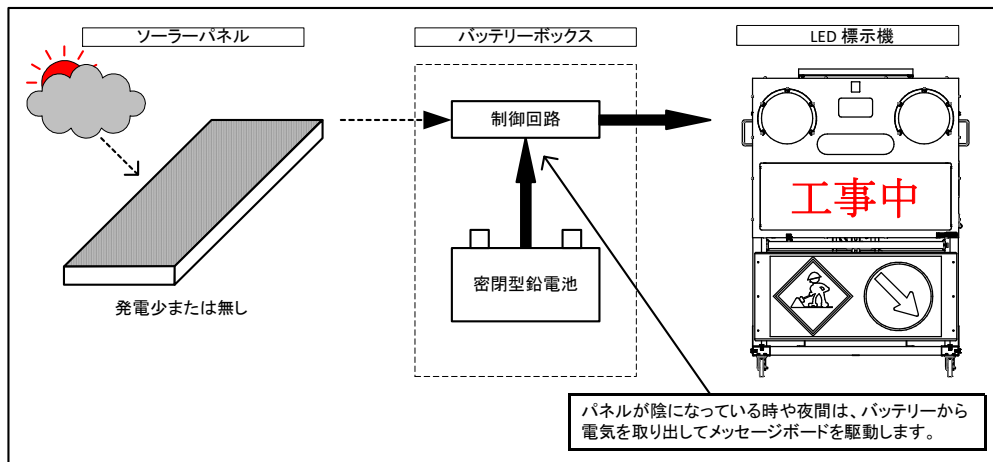 ソーラーパネル
バッテリーボックス
LED 標示機
制御回路
工事中
密閉型鉛電池
発電少または無し
パネルが陰になっている時や夜間は、バッテリーから
電気を取り出してメッセージボードを駆動します。